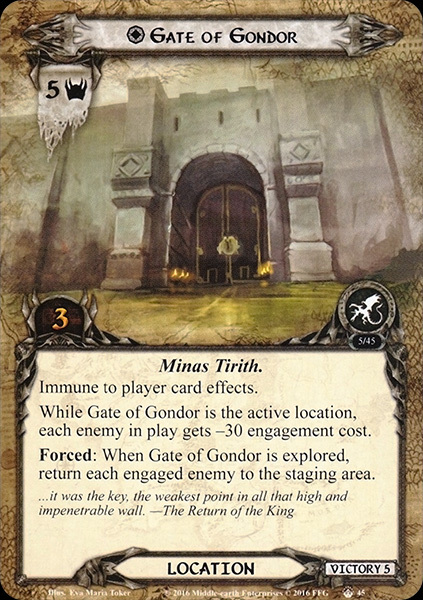 GATE OF GONDOR
5
3
5/45
Minas Tirith.
Immune to player card effects.
While Gate of Gondor is the active location,
each enemy in play gets –30 engagement cost.
Forced: When Gate of Gondor is explored,
return each engaged enemy to the staging area.
...it was the key, the weakest point in all that high and
impenetrable wall. —The Return of the King
LOCATION
VICTORY 5
Illus. Eva Maria Toker
© 2016 Middle-earth Enterprises © 2016 FFG
45